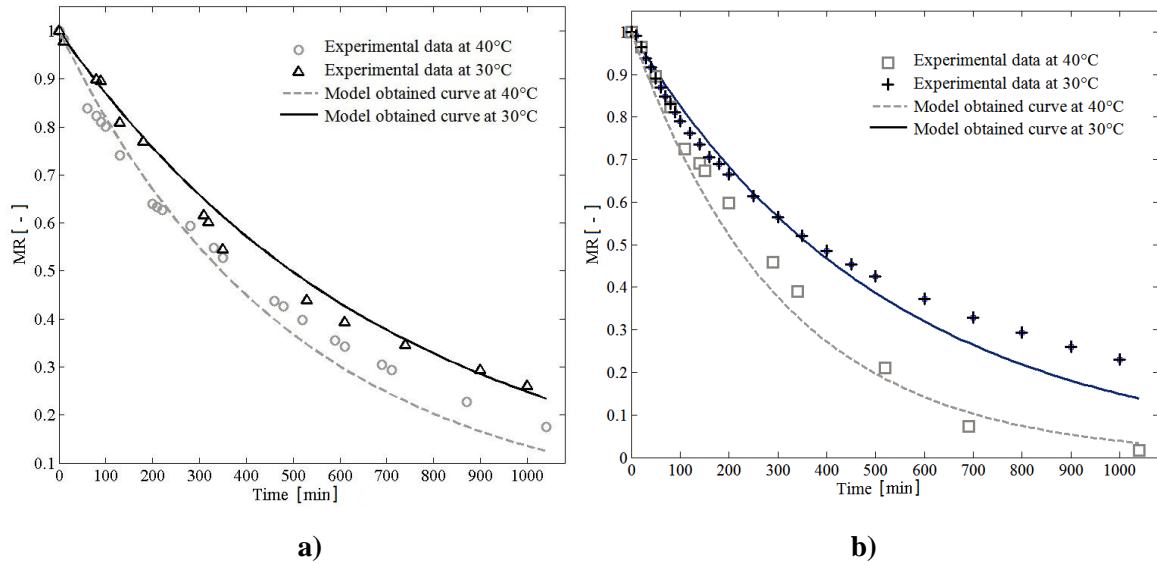 1
0.9
0.8
0.7
0.6
0.5
0.4
0.3
0.2
0.1
MR [ - ]
Experimental data at 40°C
Experimental data at 30°C
Model obtained curve at 40°C
Model obtained curve at 30°C
0 100 200 300 400 500 600 700 800 900 1000
Time [min]
a)
1
0.9
0.8
0.7
0.6
0.5
0.4
0.3
0.2
0.1
0
MR [ - ]
Experimental data at 40°C
Experimental data at 30°C
Model obtained curve at 40°C
Model obtained curve at 30°C
0 100 200 300 400 500 600 700 800 900 1000
Time [min]
b)